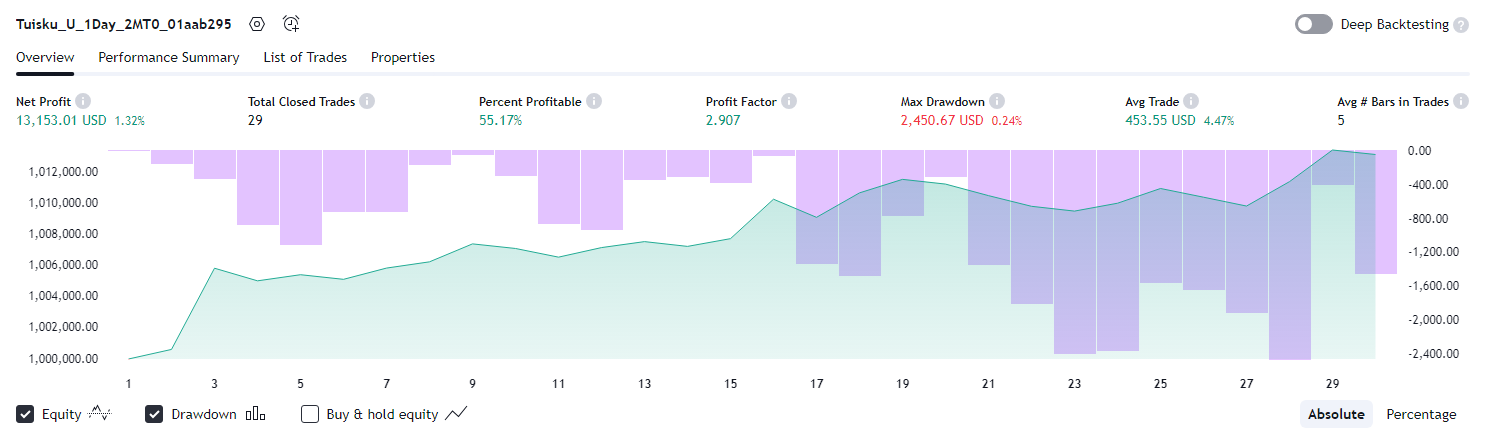 Tuisku_U_1Day_2MT0_01aab295
Deep Backtesting ?
Overview Performance Summary List of Trades Properties
Net Profit Total Closed Trades Percent Profitable Profit Factor Max Drawdown Avg Trade Avg # Bars in Trades
13,153.01 USD 1.32% 29 55.17% 2.907 2,450.67 USD 0.24% 453.55 USD 4.47% 5
1,012,000.00
1,010,000.00
1,008,000.00
1,006,000.00
1,004,000.00
1,002,000.00
1,000,000.00
0.00
-400.00
-800.00
-1,200.00
-1,600.00
-2,000.00
-2,400.00
1 3 5 7 9 11 13 15 17 19 21 23 25 27 29
Equity Drawdown Buy & hold equity Absolute Percentage